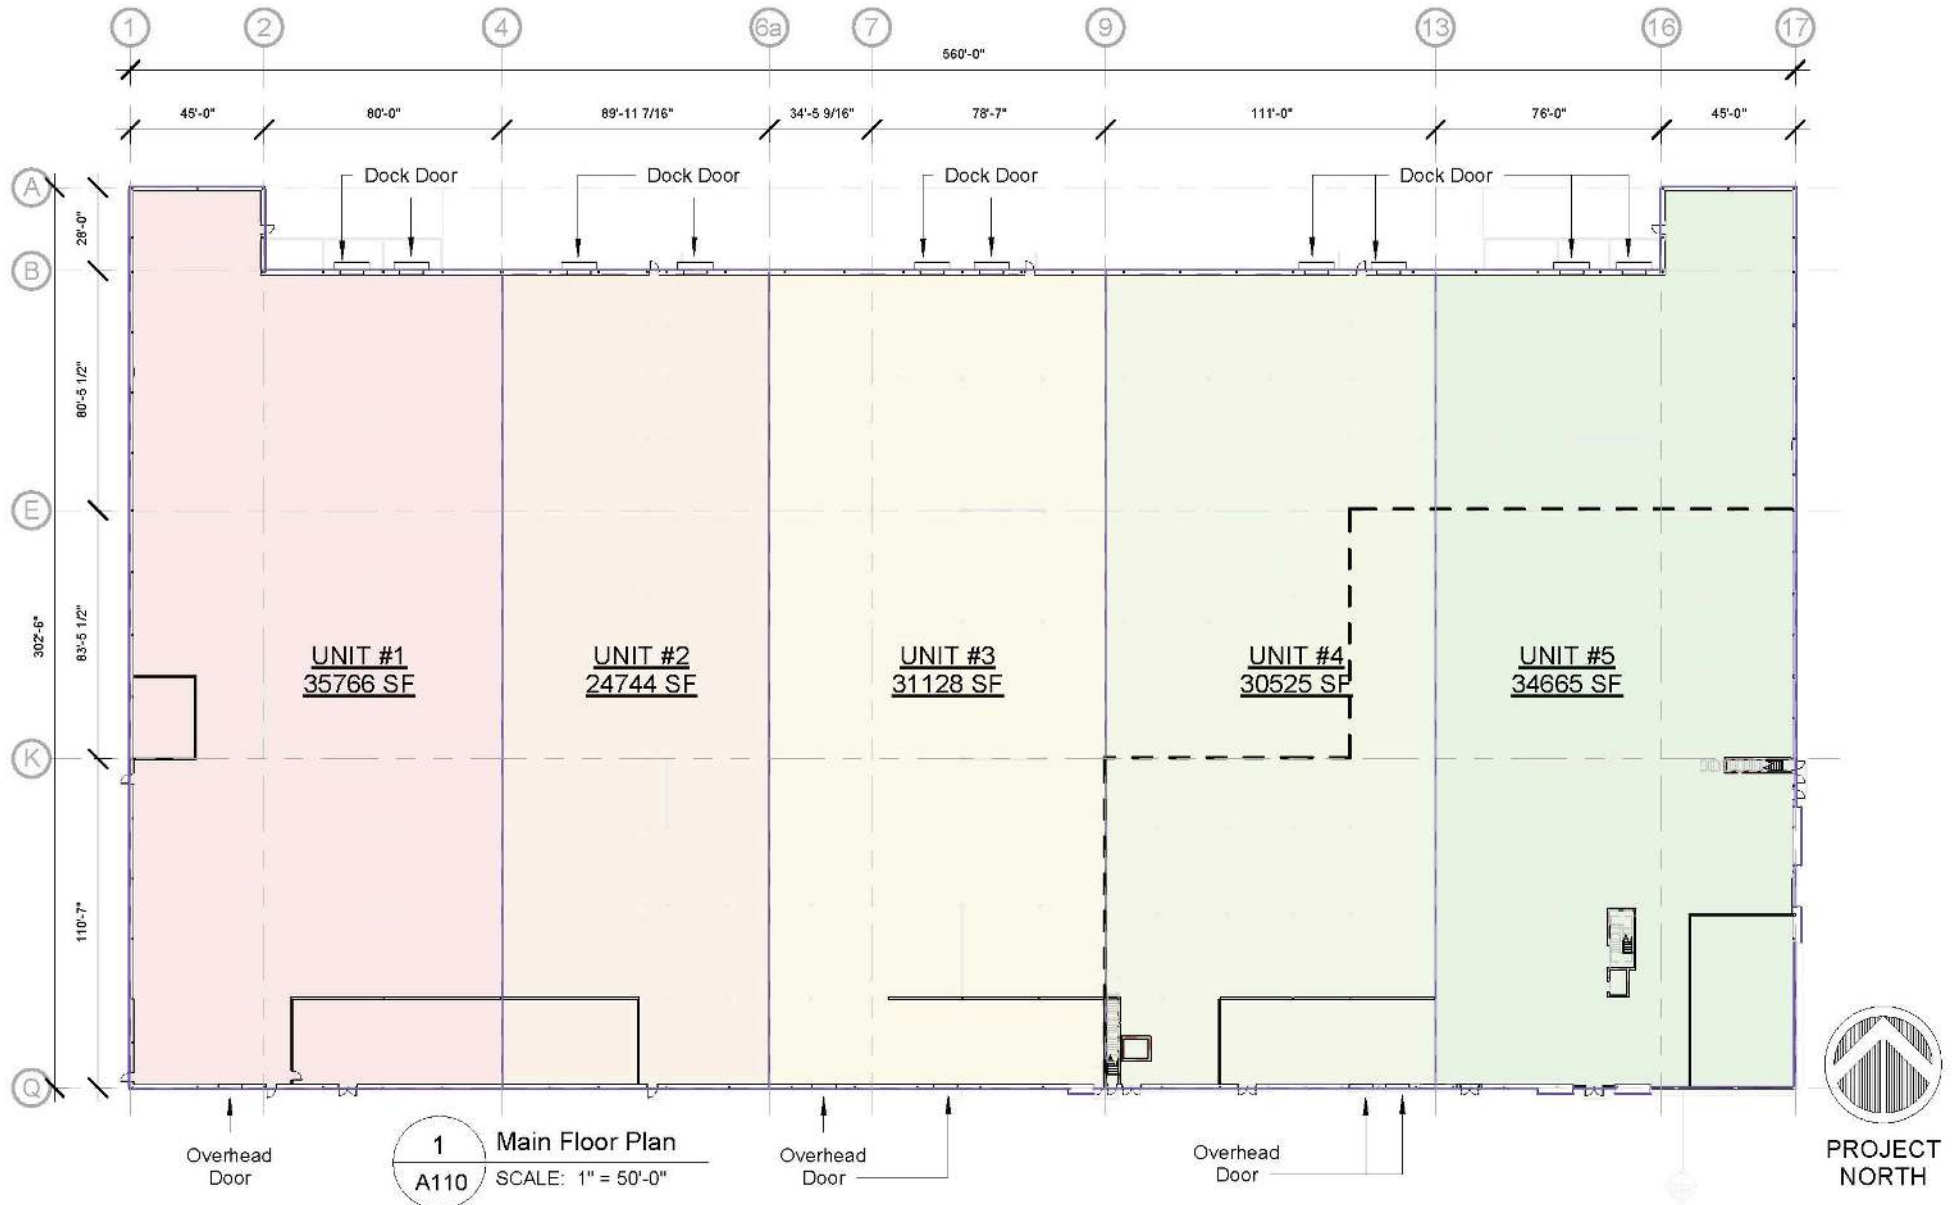 1 2 4 6a 7 9 13 16 17
560'-0"
45'-0" 80'-0" 89'-11 7/16" 34'-5 9/16" 78'-7" 111'-0" 76'-0" 45'-0"
A
Dock Door Dock Door Dock Door Dock Door
28'-0"
B
80'-5 1/2"
E
302'-6"
83'-5 1/2"
UNIT #1 UNIT #2 UNIT #3 UNIT #4 UNIT #5
35766 SF 24744 SF 31128 SF 30525 SF 34665 SF
K
110'-7"
Q
Overhead
Door
1
A110
Main Floor Plan
SCALE: 1" = 50'-0"
Overhead
Door
Overhead
Door
PROJECT
NORTH